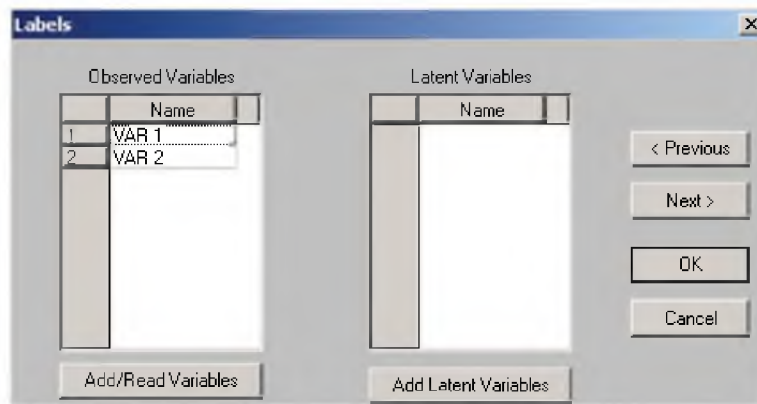 Labels
Observed Variables
Latent Variables
Name
Name
1 VAR 1
2 VAR 2
< Previous
Next >
OK
Cancel
Add/Read Variables
Add Latent Variables